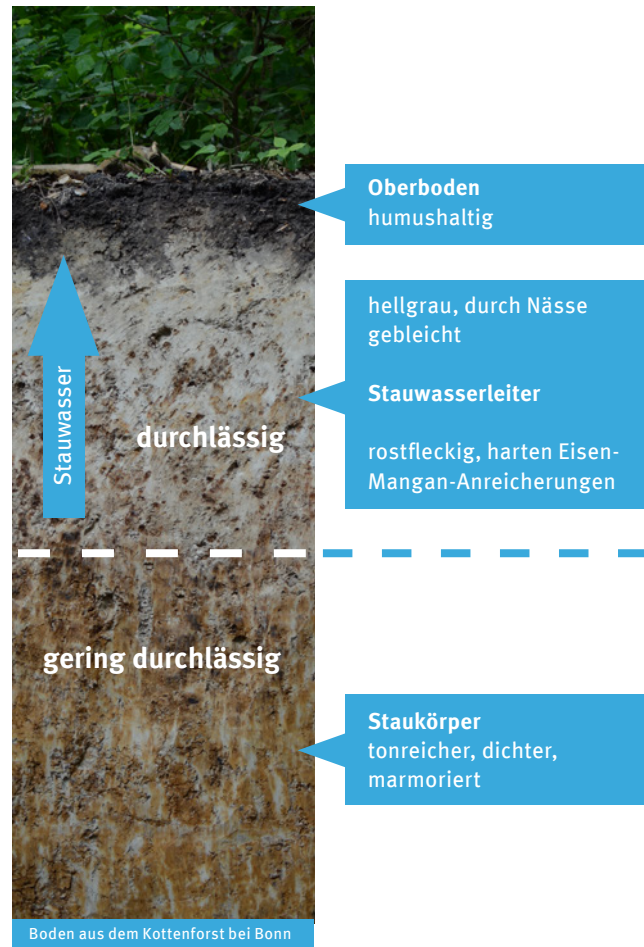 Oberboden
humushaltig
hellgrau, durch Nässe
gebleicht
Stauwasserleiter
rostfleckig, harten Eisen-
Mangan-Anreicherungen
Stauwasser
durchlässig
gering durchlässig
Staukörper
tonreicher, dichter,
marmoriert
Boden aus dem Kottenforst bei Bonn